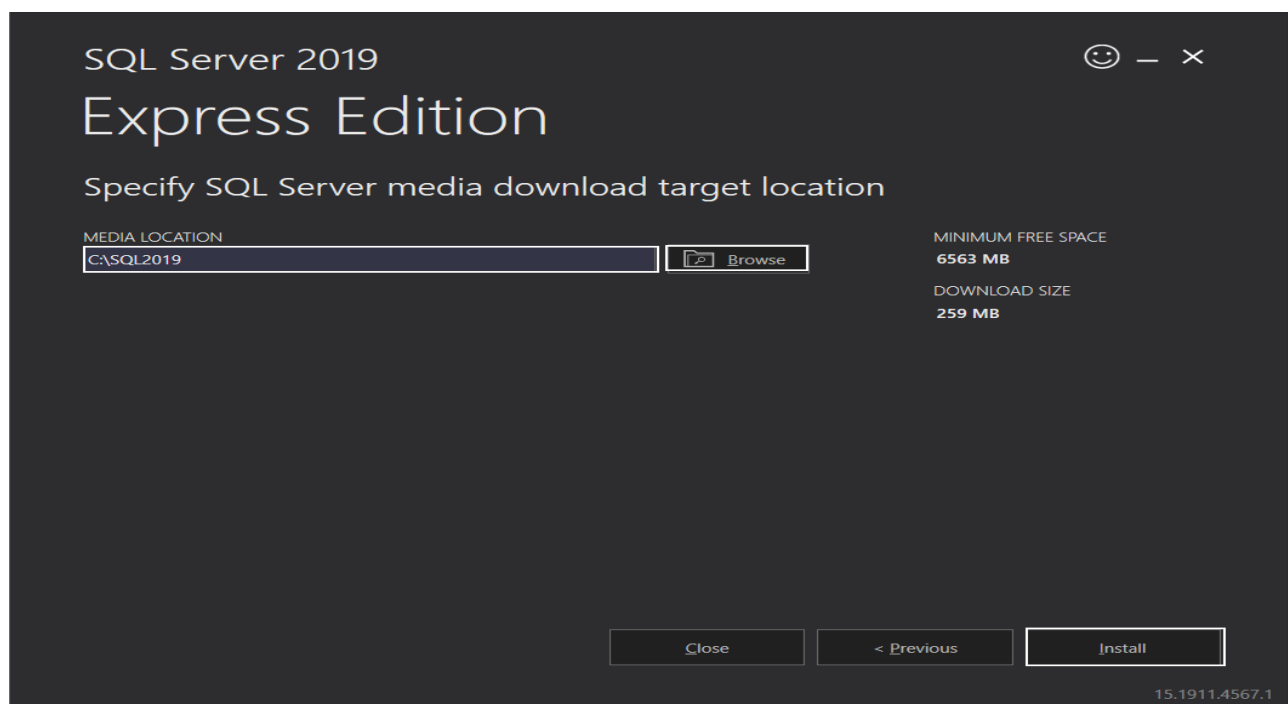 SQL Server 2019
Express Edition
Specify SQL Server media download target location
MEDIA LOCATION
C:\SQL2019
Browse
MINIMUM FREE SPACE
6563 MB
DOWNLOAD SIZE
259 MB
Close
< Previous
Install
15.1911.4567.1